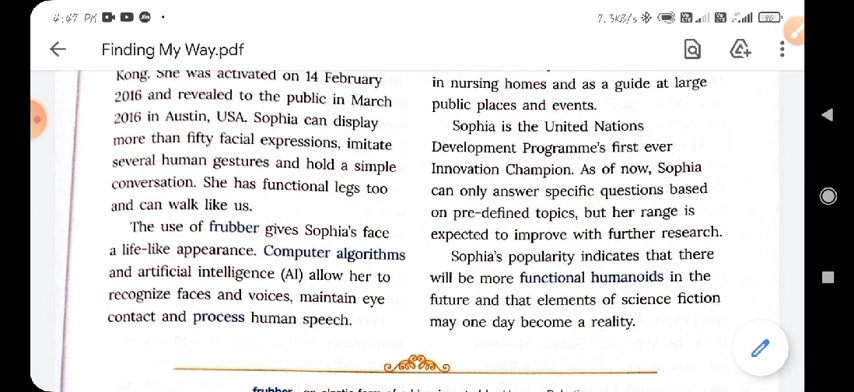 4:47 PM
7.3KB/s
Finding My Way.pdf
Kong. She was activated on 14 February
2016 and revealed to the public in March
2016 in Austin, USA. Sophia can display
more than fifty facial expressions, imitate
several human gestures and hold a simple
conversation. She has functional legs too
and can walk like us.
The use of frubber gives Sophia's face
a life-like appearance. Computer algorithms
and artificial intelligence (AI) allow her to
recognize faces and voices, maintain eye
contact and process human speech.
in nursing homes and as a guide at large
public places and events.
Sophia is the United Nations
Development Programme's first ever
Innovation Champion. As of now, Sophia
can only answer specific questions based
on pre-defined topics, but her range is
expected to improve with further research.
Sophia's popularity indicates that there
will be more functional humanoids in the
future and that elements of science fiction
may one day become a reality.
frubber